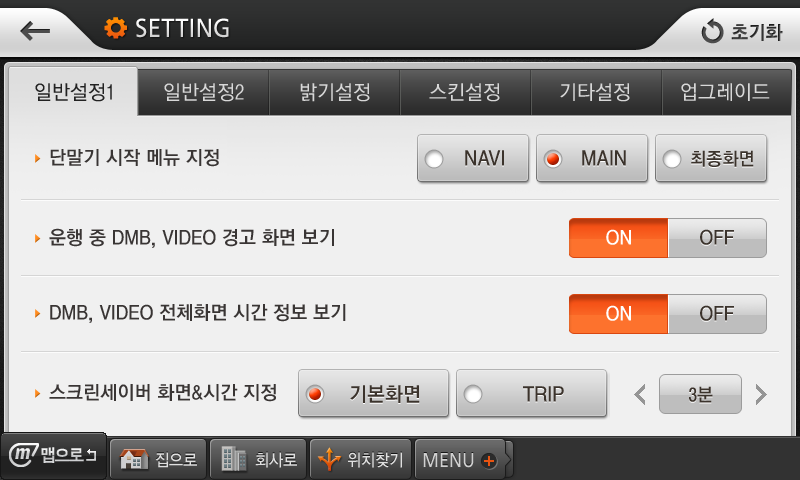 SETTING
초기화
일반설정1 일반설정2 밝기설정 스킨설정 기타설정 업그레이드
단말기 시작 메뉴 지정 NAVI MAIN 최종화면
운행 중 DMB, VIDEO 경고 화면 보기 ON OFF
DMB, VIDEO 전체화면 시간 정보 보기 ON OFF
스크린세이버 화면&시간 지정 기본화면 TRIP 3분
m7 맵으로 집으로 회사로 위치찾기 MENU